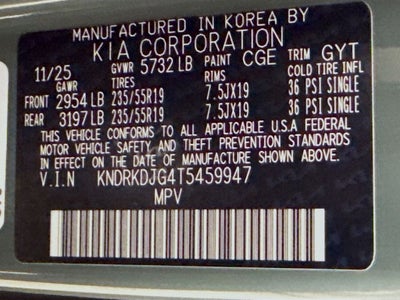 MANUFACTURED IN KOREA BY
KIA CORPORATION
11/25 GVWR 5732 LB PAINT CGE TRIM GYT
GAWR TIRES RIMS COLD TIRE INFL
FRONT 2954 LB 235/55R19 7.5JX19 36 PSI SINGLE
REAR 3197 LB 235/55R19 7.5JX19 36 PSI SINGLE
THIS VEHICLE CONFORMS TO ALL APPLICABLE U.S.A FEDERAL
MOTOR VEHICLE SAFETY AND THEFT PREVENTION STANDARDS
IN EFFECT ON THE DATE OF MANUFACTURE SHOWN ABOVE.
V.I.N KNDRKDJG4T5459947
MPV